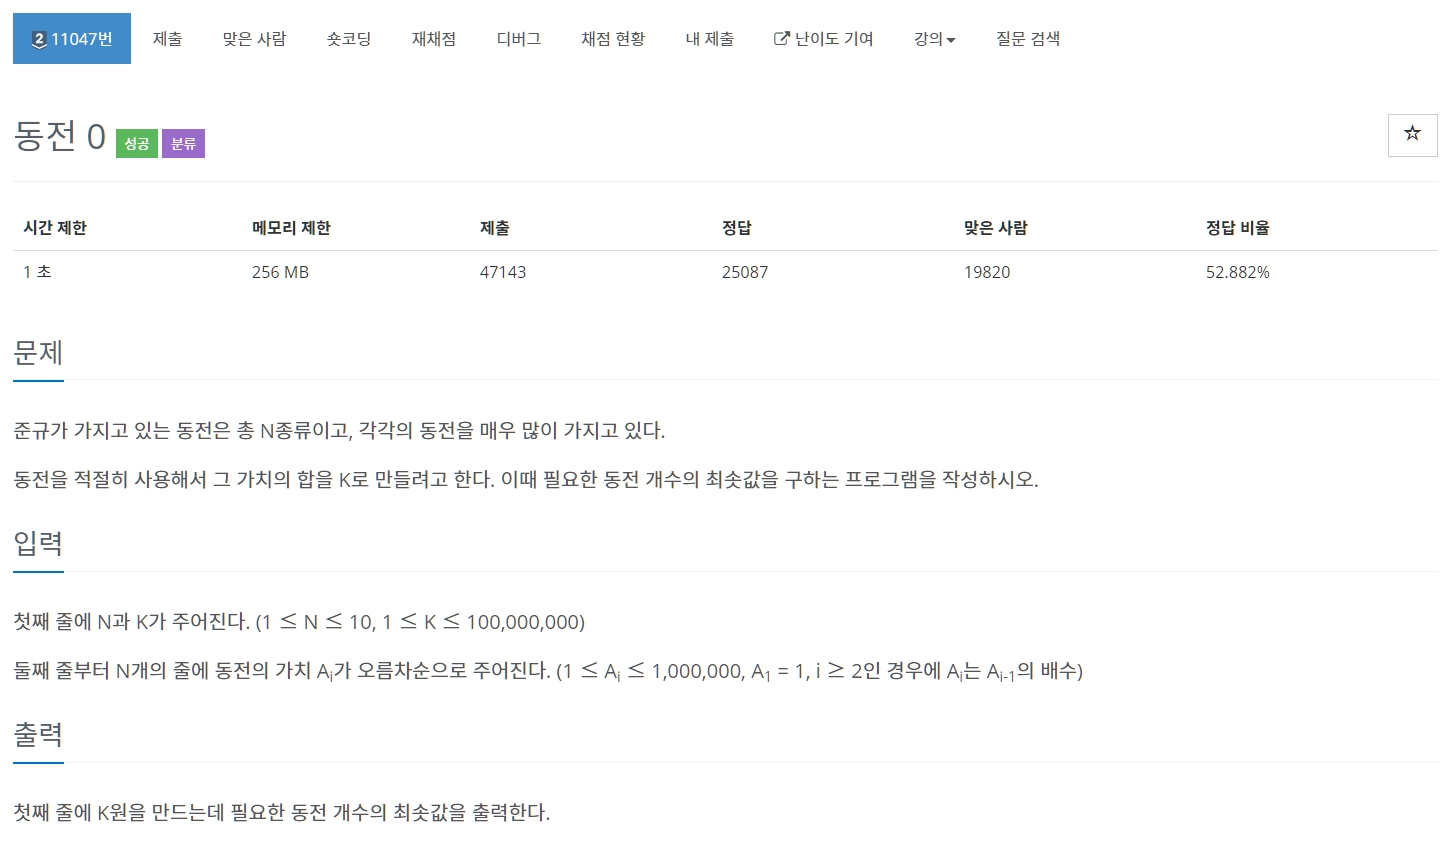 2 11047번 제출 맞은 사람 숏코딩 재채점 디버그 채점 현황 내 제출 난이도 기여 강의 질문 검색
동전 0 성공 분류
시간 제한 메모리 제한 제출 정답 맞은 사람 정답 비율
1 초 256 MB 47143 25087 19820 52.882%
문제
준규가 가지고 있는 동전은 총 N종류이고, 각각의 동전을 매우 많이 가지고 있다.
동전을 적절히 사용해서 그 가치의 합을 K로 만들려고 한다. 이때 필요한 동전 개수의 최솟값을 구하는 프로그램을 작성하시오.
입력
첫째 줄에 N과 K가 주어진다. (1 ≤ N ≤ 10, 1 ≤ K ≤ 100,000,000)
둘째 줄부터 N개의 줄에 동전의 가치 Ai가 오름차순으로 주어진다. (1 ≤ Ai ≤ 1,000,000, A1 = 1, i ≥ 2인 경우에 Ai는 Ai-1의 배수)
출력
첫째 줄에 K원을 만드는데 필요한 동전 개수의 최솟값을 출력한다.